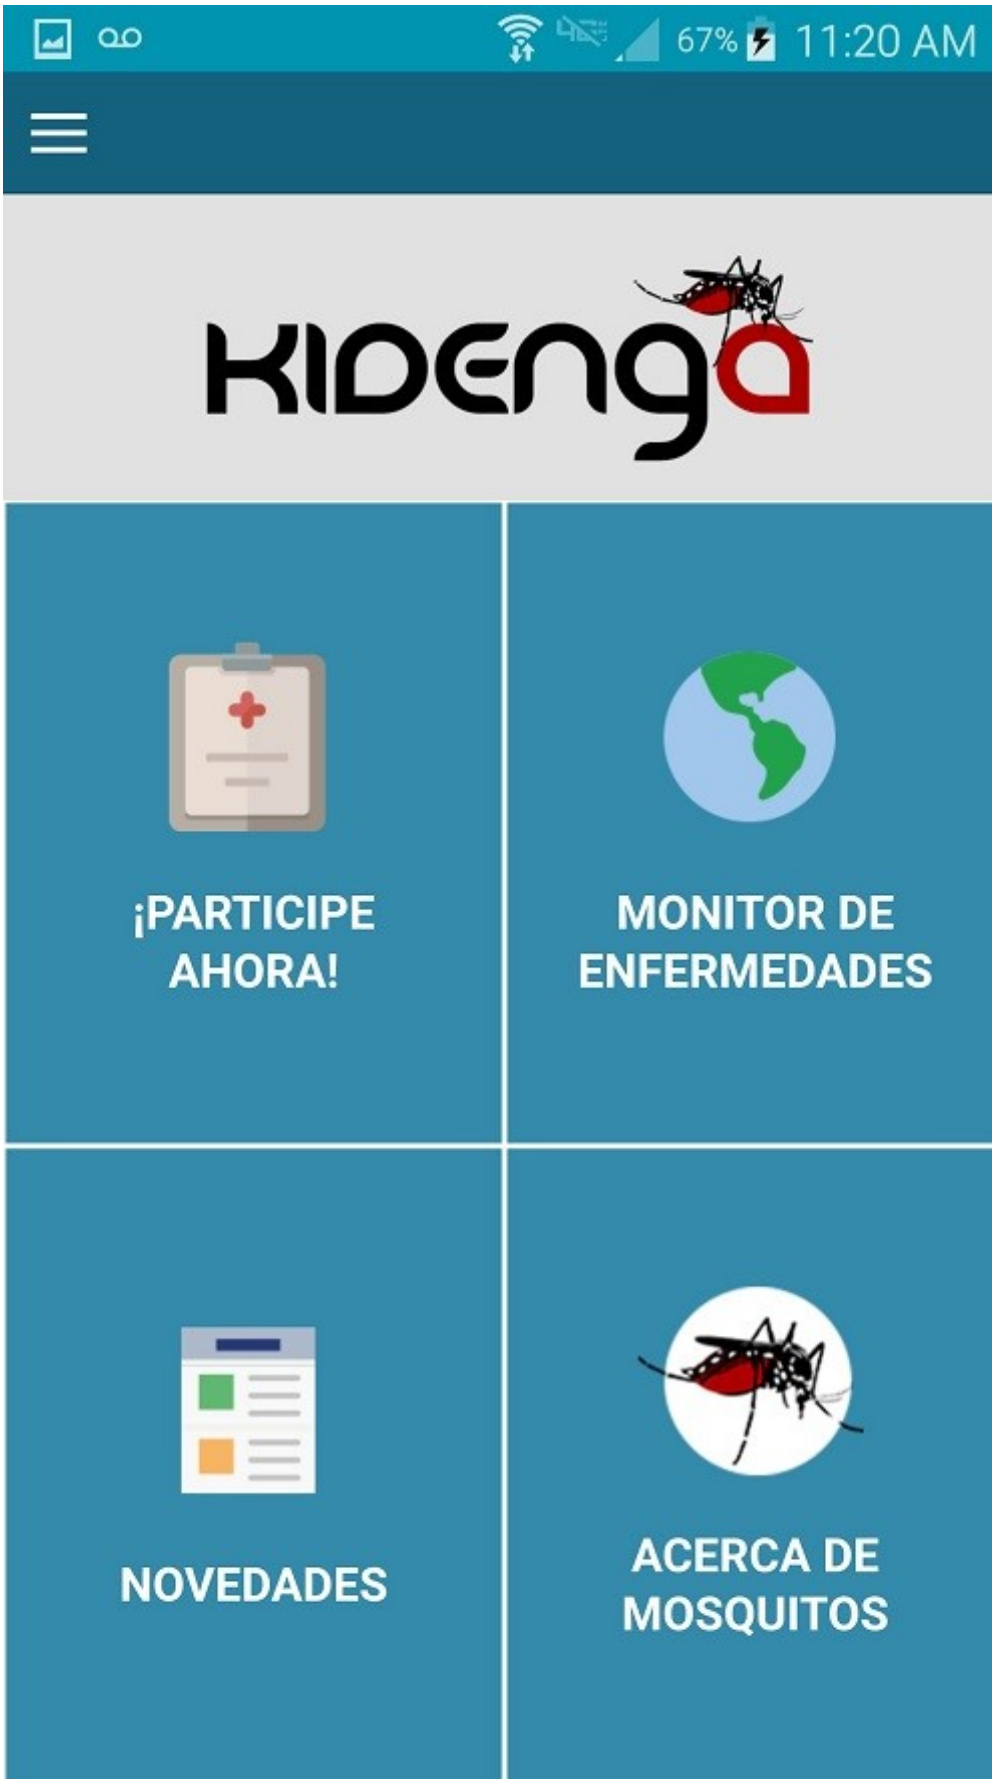 67% 11:20 AM
KIDENGA
¡PARTICIPE
AHORA!
MONITOR DE
ENFERMEDADES
NOVEDADES
ACERCA DE
MOSQUITOS